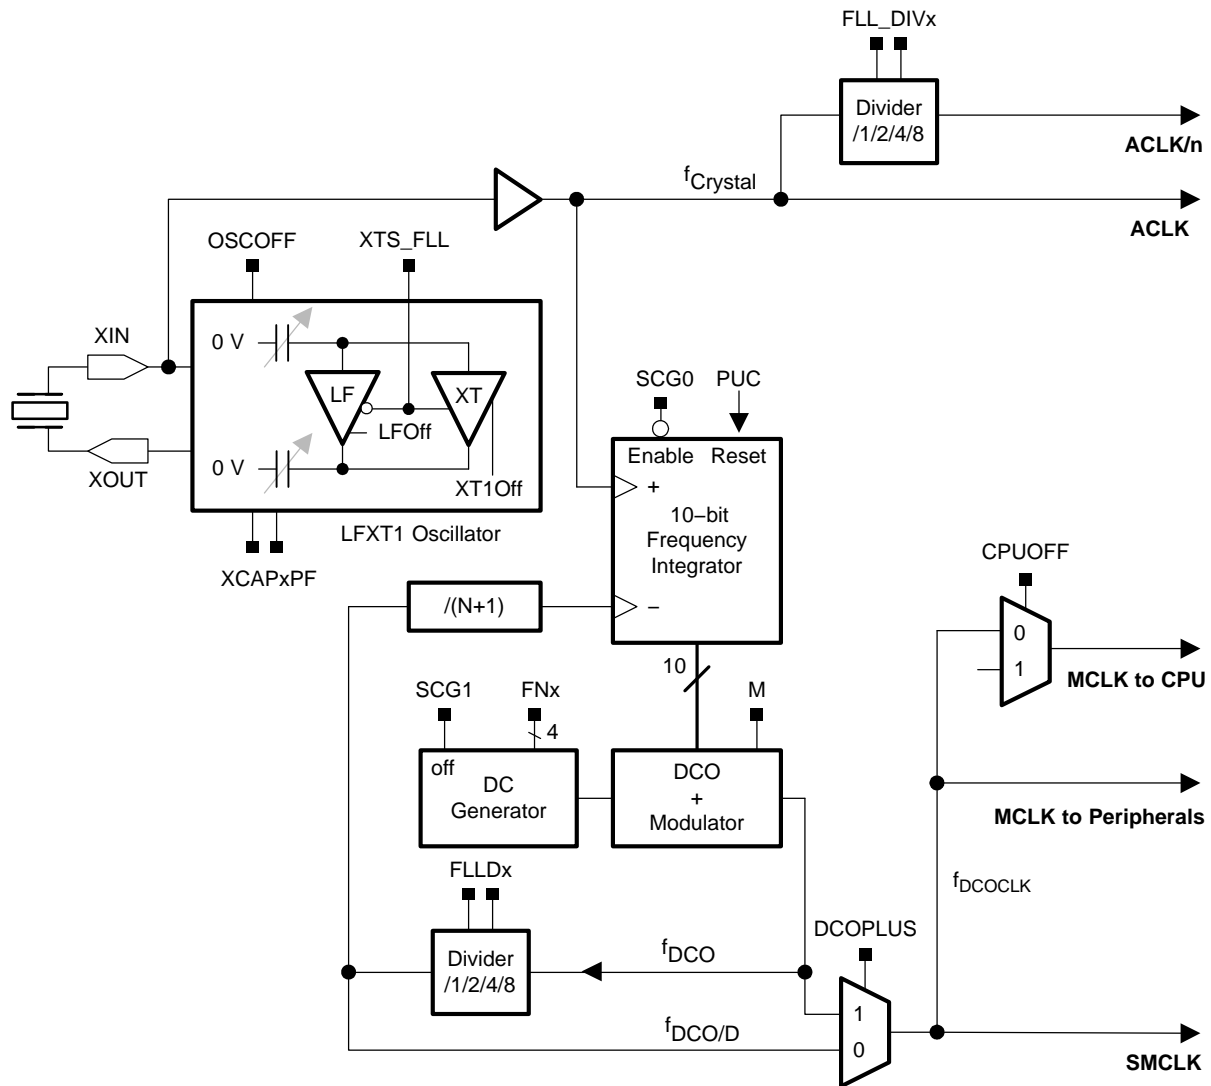 FLL_DIVx
Divider
/1/2/4/8
ACLK/n
fCrystal
ACLK
OSCOFF
XTS_FLL
XIN
0 V
LF
XT
LFOff
0 V
XOUT
XT1Off
LFXT1 Oscillator
XCAPxPF
SCG0
PUC
Enable
Reset
+
10–bit
Frequency
Integrator
–
/(N+1)
CPUOFF
0
1
MCLK to CPU
10
SCG1
FNx
4
M
off
DC
Generator
DCO
+
Modulator
MCLK to Peripherals
fDCOCLK
FLLDx
Divider
/1/2/4/8
fDCO
DCOPLUS
1
0
fDCO/D
SMCLK